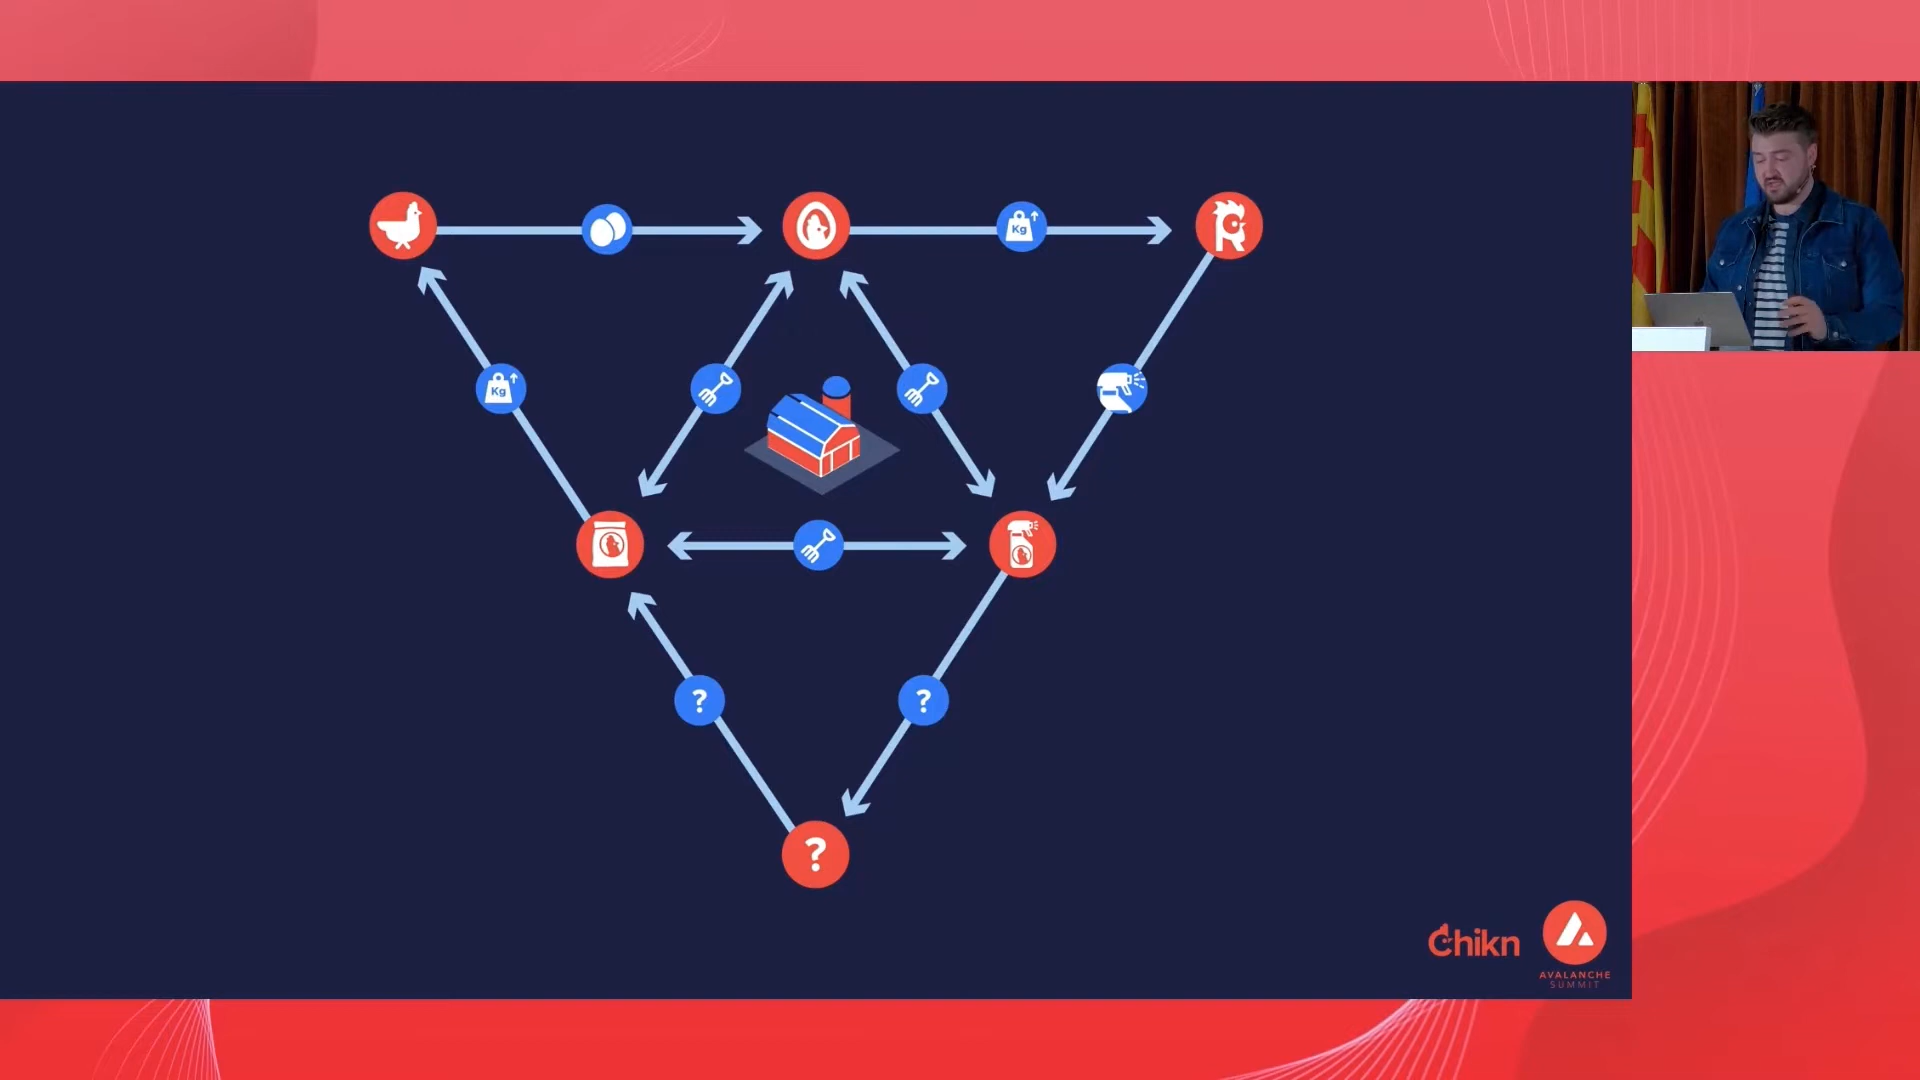 Kg
Kg
?
?
?
Chikn
AVALANCHE
SUMMIT